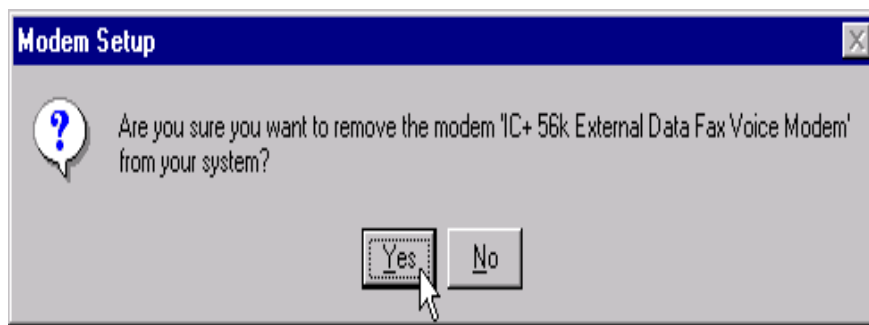 Modem Setup
?
Are you sure you want to remove the modem 'IC+ 56k External Data Fax Voice Modem'
from your system?
Yes No